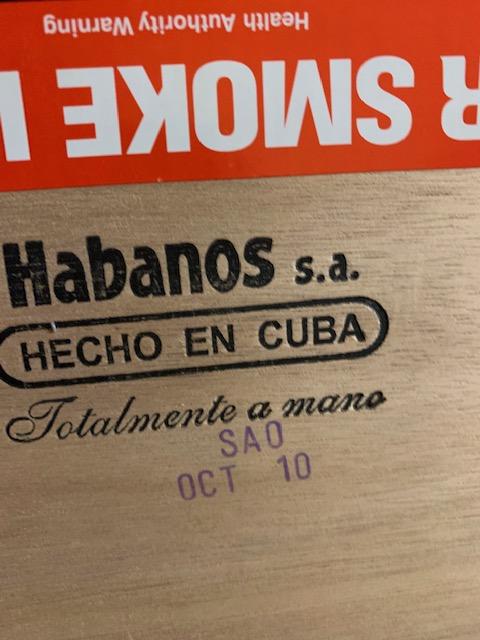 Health Authority Warning
R SMOKE
Habanos s.a.
HECHO EN CUBA
Totalmente a mano
SAO
OCT 10